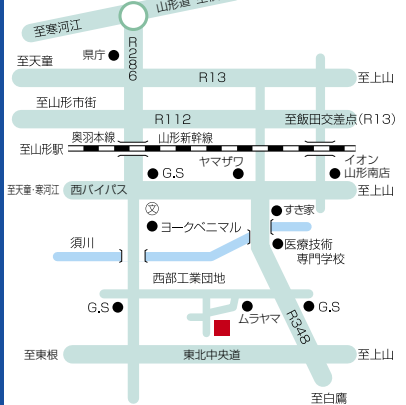 至寒河江
山形道
R286
県庁
至天童
R13
至上山
至山形市街
R112
至飯田交差点(R13)
奥羽本線
山形新幹線
至山形駅
ヤマザワ
イオン
山形南店
G.S
至天童・寒河江
西バイパス
至上山
文
すき家
ヨークベニマル
須川
医療技術
専門学校
西部工業団地
G.S
ムラヤマ
G.S
R348
至東根
東北中央道
至上山
至白鷹